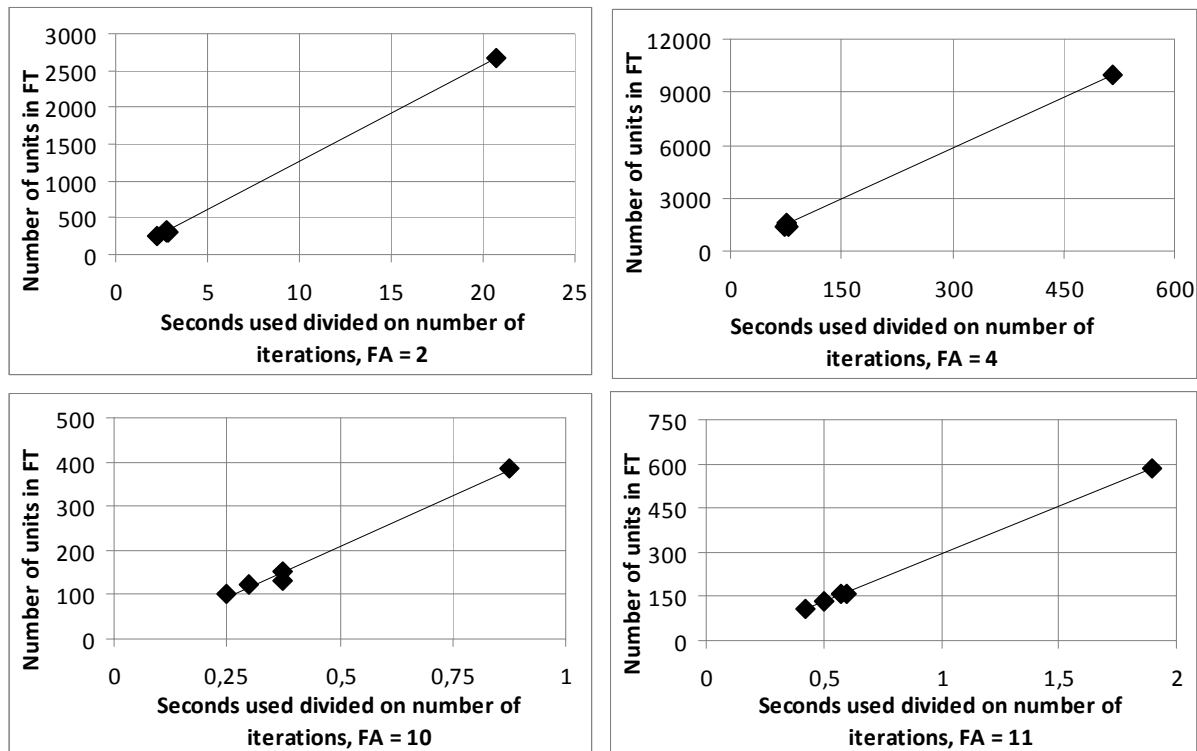 Number of units in FT
3000
2500
2000
1500
1000
500
0
0 5 10 15 20 25
Seconds used divided on number of
iterations, FA = 2
Number of units in FT
12000
9000
6000
3000
0
0 150 300 450 600
Seconds used divided on number of
iterations, FA = 4
Number of units in FT
500
400
300
200
100
0
0 0,25 0,5 0,75 1
Seconds used divided on number of
iterations, FA = 10
Number of units in FT
750
600
450
300
150
0
0 0,5 1 1,5 2
Seconds used divided on number of
iterations, FA = 11